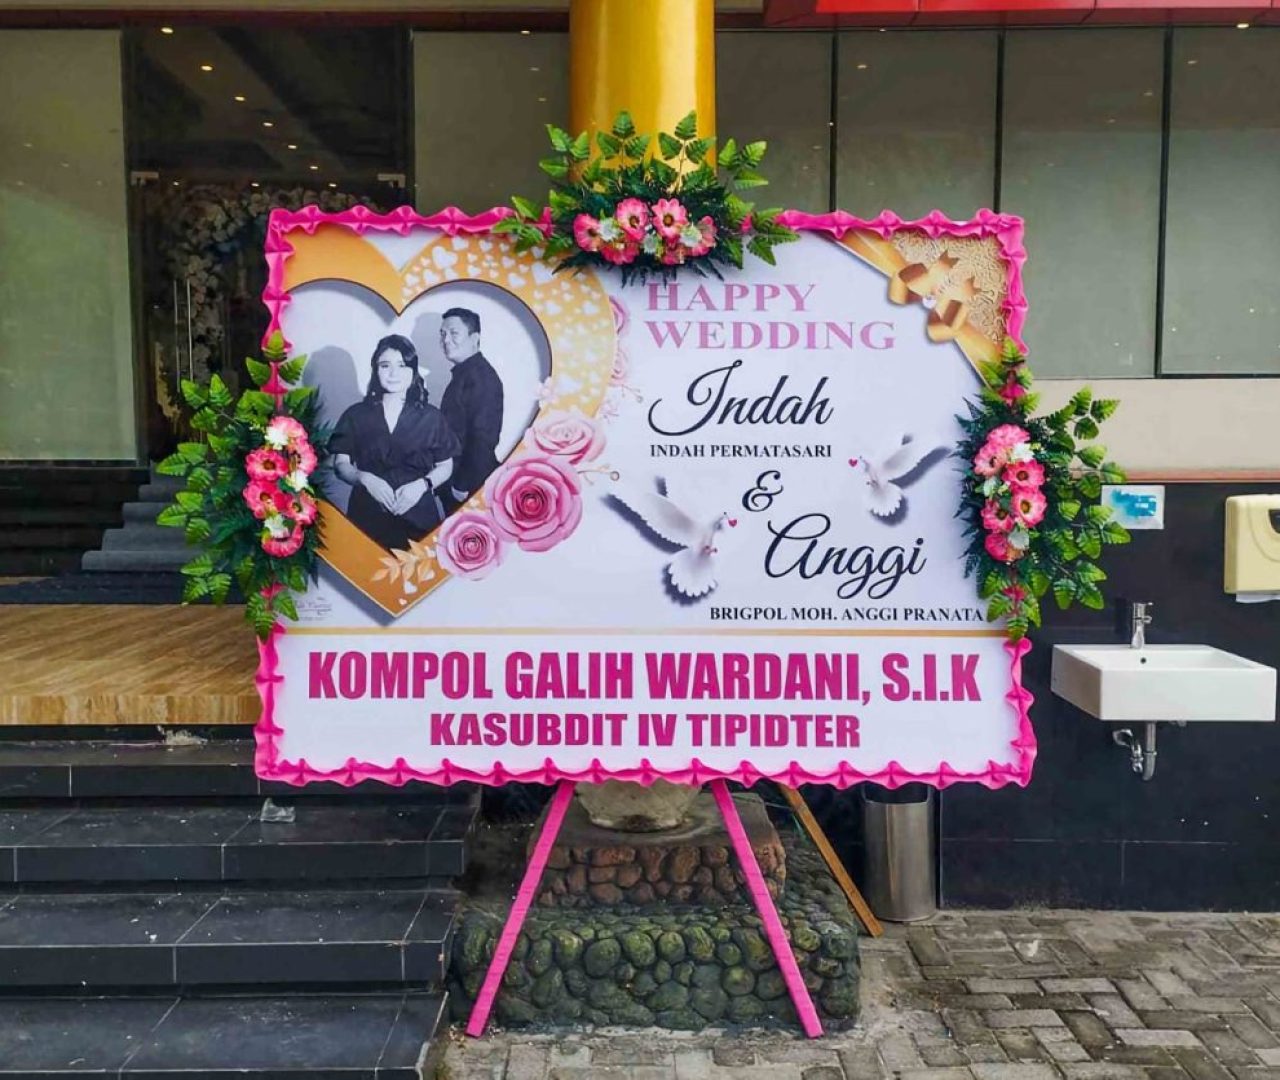 HAPPY
WEDDING
Indah
INDAH PERMATASARI
&
Anggi
BRIGPOL MOH. ANGGI PRANATA
KOMPOL GALIH WARDANI, S.I.K
KASUBDIT IV TIPIDTER